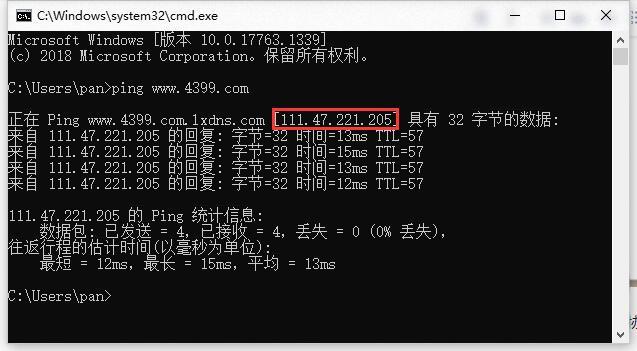 C:\Windows\system32\cmd.exe
Microsoft Windows [版本 10.0.17763.1339]
(c) 2018 Microsoft Corporation。保留所有权利。
C:\Users\pan>ping www.4399.com
正在 Ping www.4399.com.lxdns.com [111.47.221.205] 具有 32 字节的数据:
来自 111.47.221.205 的回复: 字节=32 时间=13ms TTL=57
来自 111.47.221.205 的回复: 字节=32 时间=15ms TTL=57
来自 111.47.221.205 的回复: 字节=32 时间=13ms TTL=57
来自 111.47.221.205 的回复: 字节=32 时间=12ms TTL=57
111.47.221.205 的 Ping 统计信息:
数据包: 已发送 = 4，已接收 = 4，丢失 = 0 (0% 丢失)，
往返行程的估计时间(以毫秒为单位):
最短 = 12ms，最长 = 15ms，平均 = 13ms
C:\Users\pan>